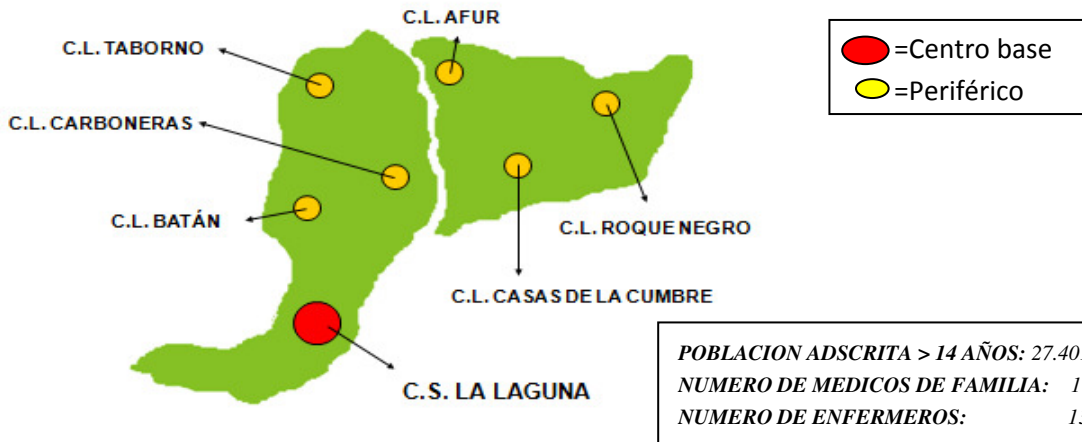 C.L. AFUR
C.L. TABORNO
=Centro base
=Periférico
C.L. CARBONERAS
C.L. BATÁN
C.L. ROQUE NEGRO
C.L. CASAS DE LA CUMBRE
C.S. LA LAGUNA
POBLACION ADSCRITA > 14 AÑOS:
NUMERO DE MEDICOS DE FAMILIA:
NUMERO DE ENFERMEROS: